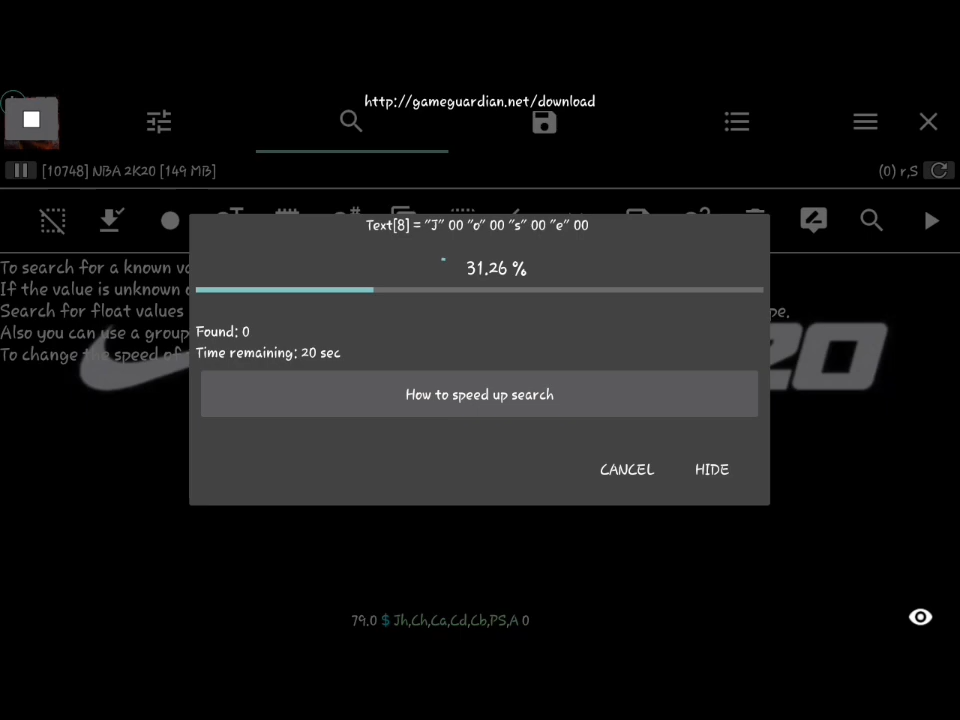 http://gameguardian.net/download
[10748] NBA 2K20 [149 MB]
(0) r,S
Text[8] = "J" 00 "o" 00 "s" 00 "e" 00
To search for a known va
31.26 %
If the value is unknown
Search for float values
pe.
Also you can use a group
Found: 0
To change the speed of
Time remaining: 20 sec
20
How to speed up search
CANCEL
HIDE
79.0 $ Jh,Ch,Ca,Cd,Cb,PS,A 0